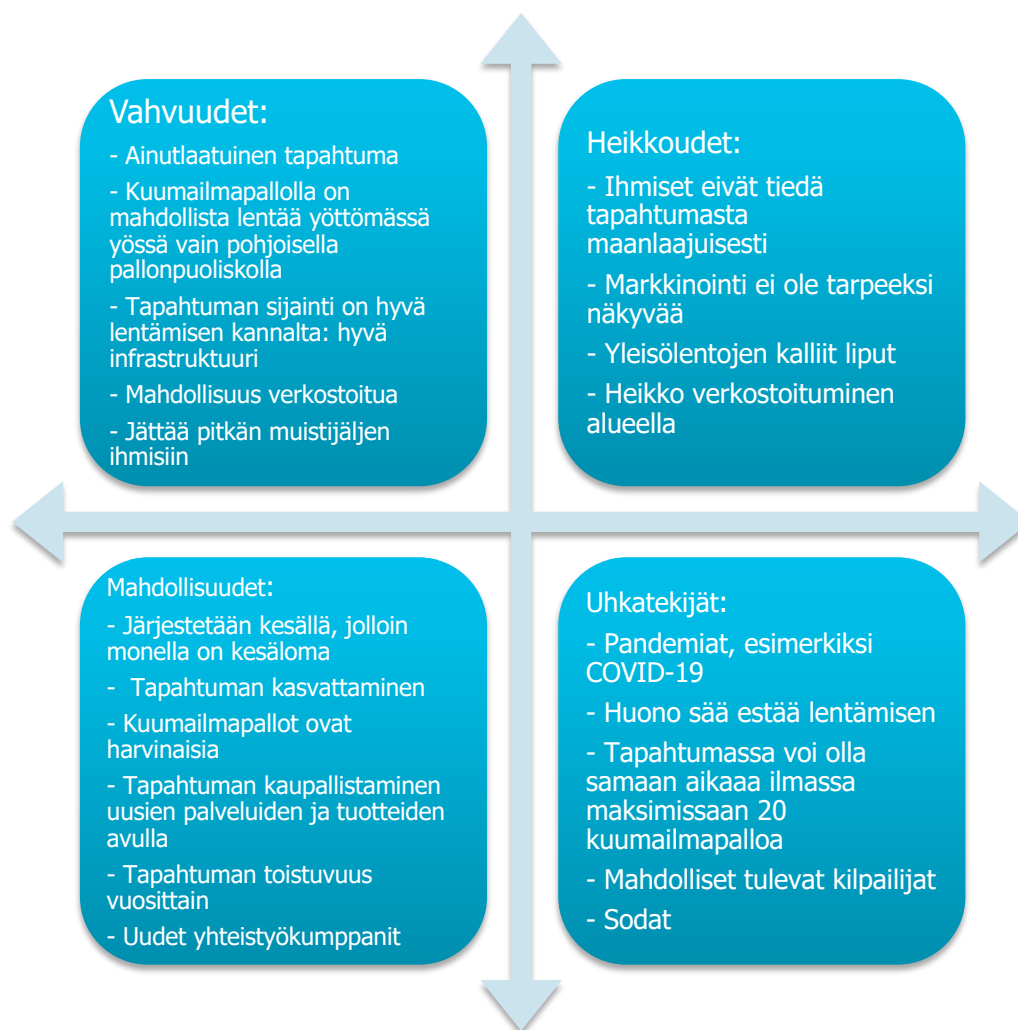 Vahvuudet:
- Ainutlaatuinen tapahtuma
- Kuumailmapallolla on
mahdollista lentää yöttömässä
yössä vain pohjoisella
pallonpuoliskolla
- Tapahtuman sijainti on hyvä
lentämisen kannalta: hyvä
infrastruktuuri
- Mahdollisuus verkostoitua
- Jättää pitkän muistijäljen
ihmisiin
Heikkoudet:
- Ihmiset eivät tiedä
tapahtumasta
maanlaajuisesti
- Markkinointi ei ole tarpeeksi
näkyvää
- Yleisölentojen kalliit liput
- Heikko verkostoituminen
alueella
Mahdollisuudet:
- Järjestetään kesällä, jolloin
monella on kesäloma
- Tapahtuman kasvattaminen
- Kuumailmapallot ovat
harvinaisia
- Tapahtuman kaupallistaminen
uusien palveluiden ja tuotteiden
avulla
- Tapahtuman toistuvuus
vuosittain
- Uudet yhteistyökumppanit
Uhkatekijät:
- Pandemiat, esimerkiksi
COVID-19
- Huono sää estää lentämisen
- Tapahtumassa voi olla
samaan aikaaa ilmassa
maksimissaan 20
kuumailmapalloa
- Mahdolliset tulevat kilpailijat
- Sodat